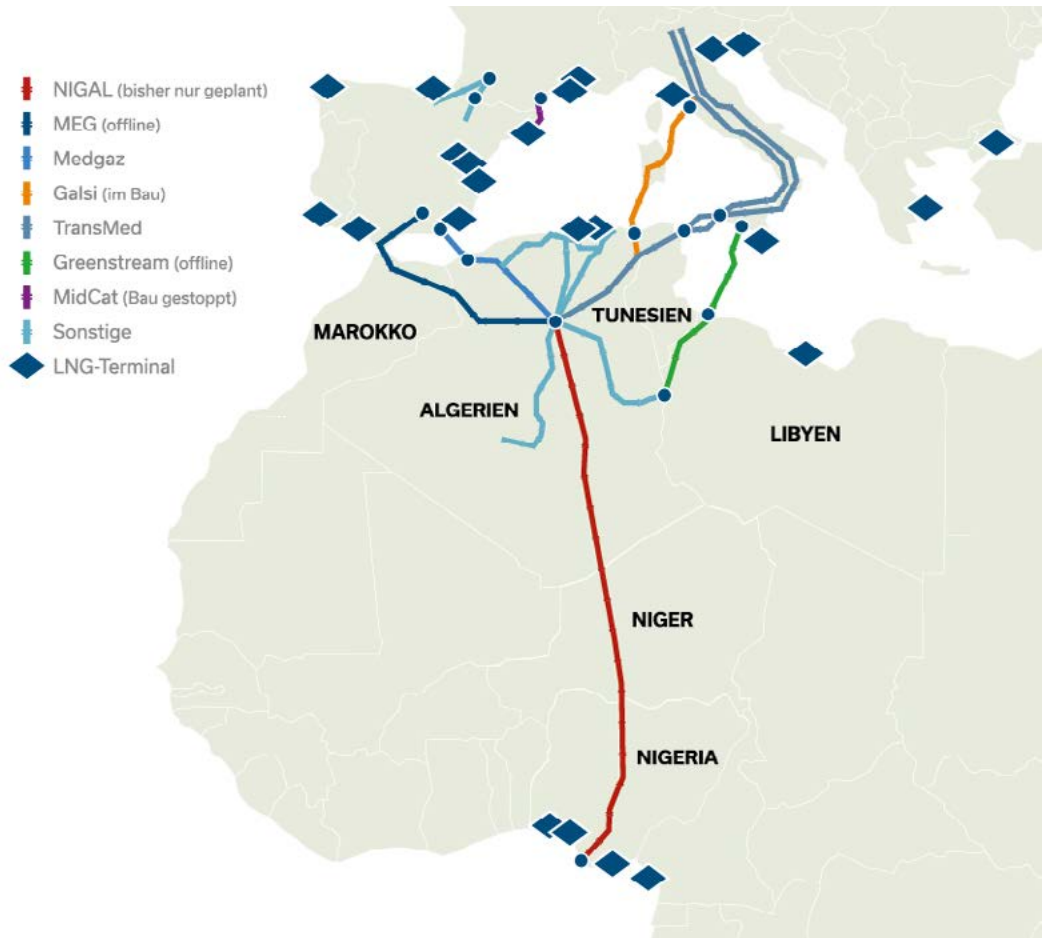 NIGAL (bisher nur geplant)
MEG (offline)
Medgaz
Galsi (im Bau)
TransMed
Greenstream (offline)
MidCat (Bau gestoppt)
Sonstige
LNG-Terminal
MAROKKO
TUNESIEN
ALGERIEN
LIBYEN
NIGER
NIGERIA